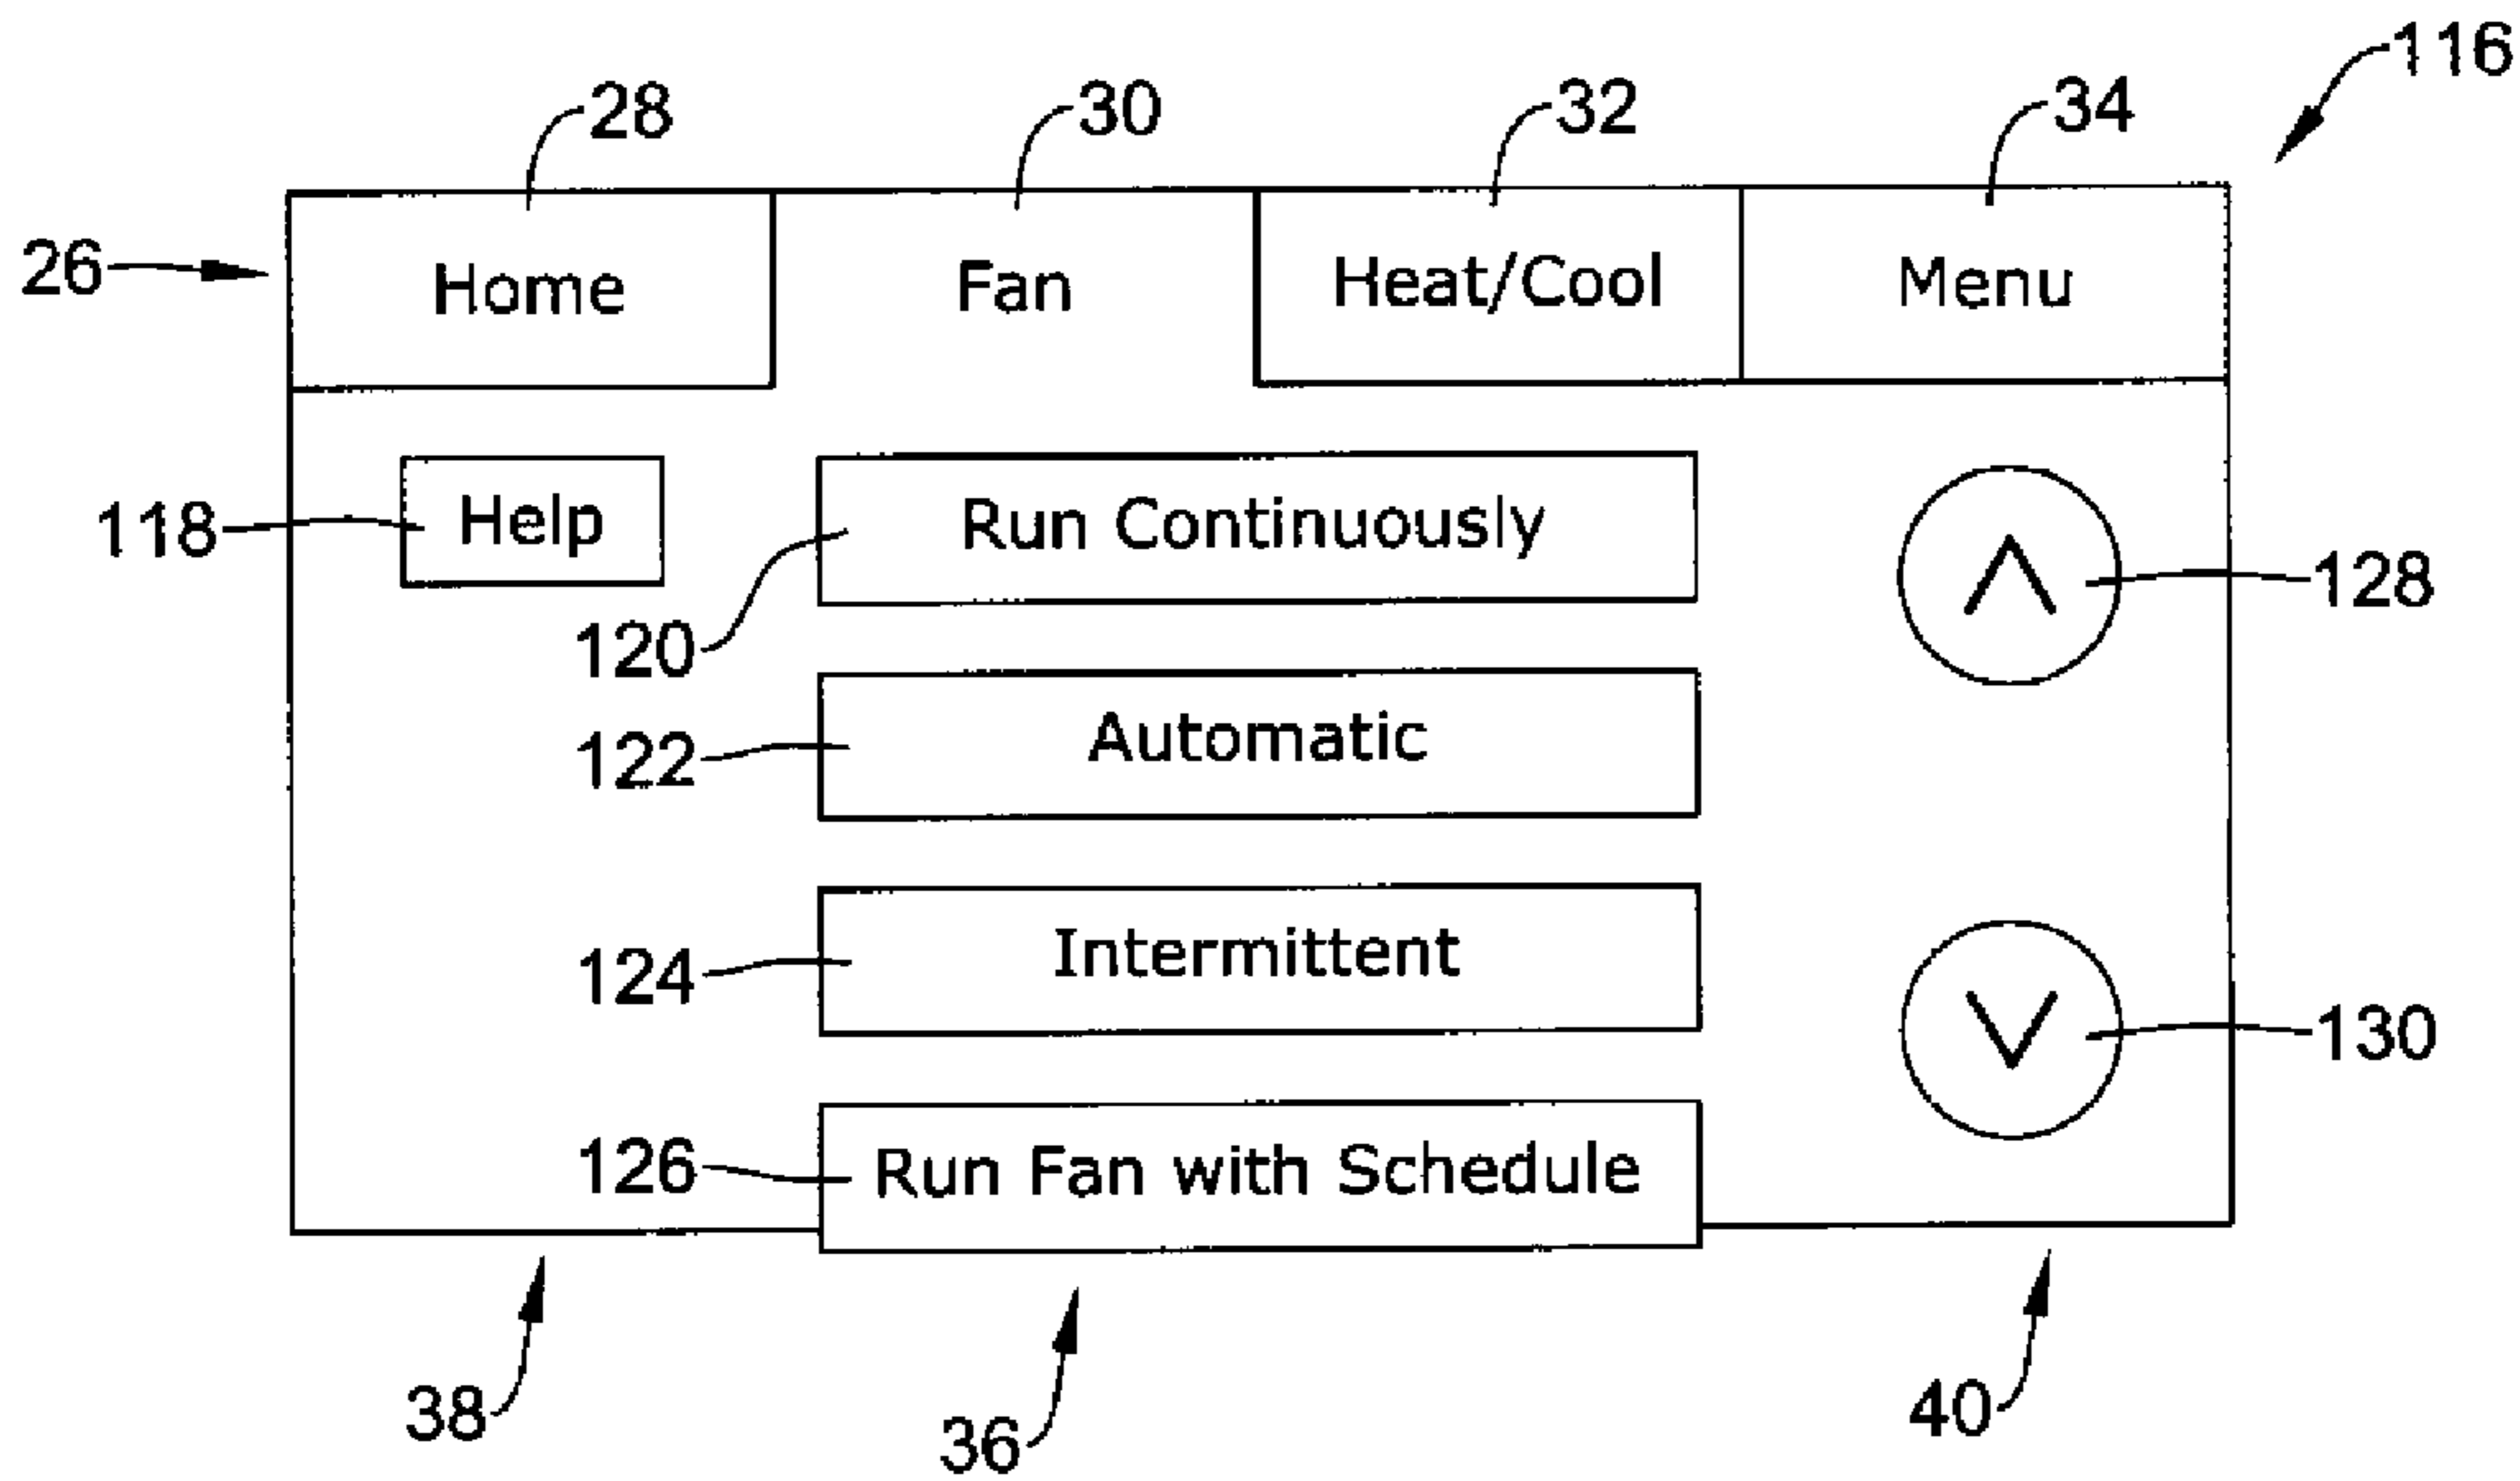 116
28 30 32 34
26 Home Fan Heat/Cool Menu
118 Help Run Continuously
128
120
122 Automatic
124 Intermittent
130
126 Run Fan with Schedule
38 36 40